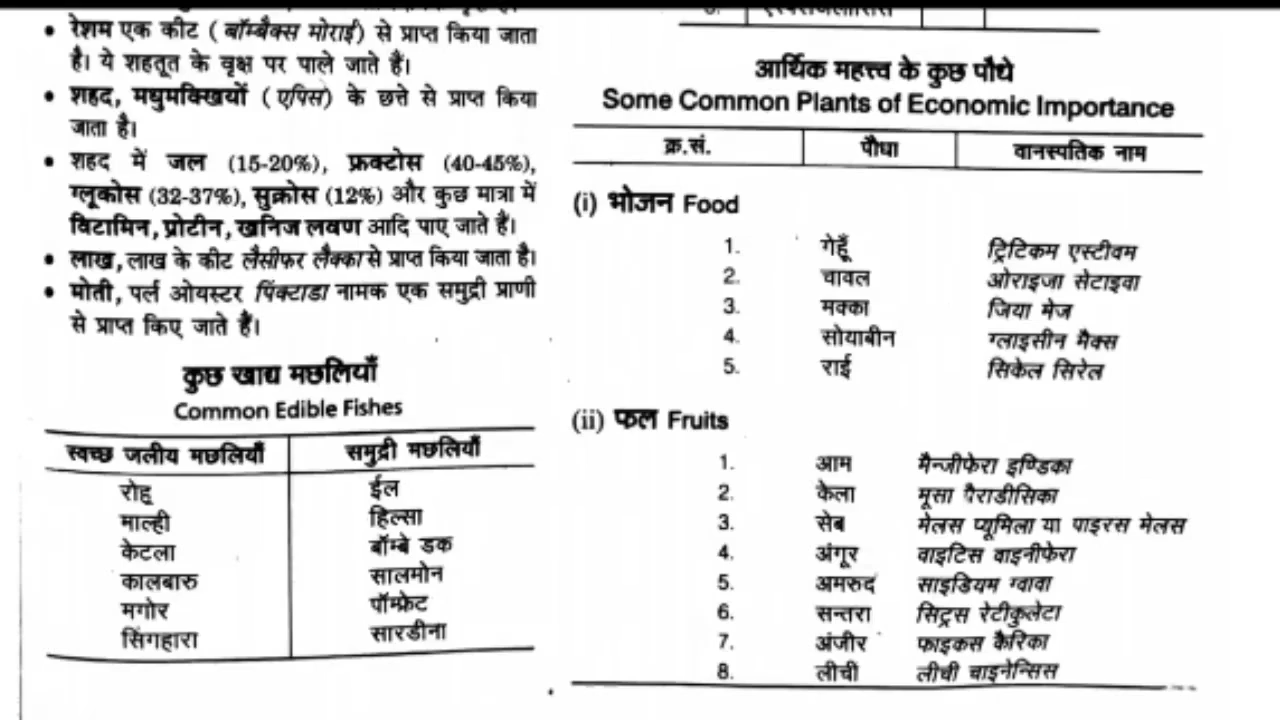 • रेशम एक कीट (बॉम्बैक्स मोराई) से प्राप्त किया जाता
है। ये शहतूत के वृक्ष पर पाले जाते हैं।
• शहद, मधुमक्खियों (एपिस) के छत्ते से प्राप्त किया
जाता है।
• शहद में जल (15-20%), फ्रक्टोस (40-45%),
ग्लूकोस (32-37%), सुक्रोस (12%) और कुछ मात्रा में
विटामिन, प्रोटीन, खनिज लवण आदि पाए जाते हैं।
• लाख, लाख के कीट लैसीफर लैक्का से प्राप्त किया जाता है।
• मोती, पर्ल ओयस्टर पिंक्टाडा नामक एक समुद्री प्राणी
से प्राप्त किए जाते हैं।
कुछ खाद्य मछलियाँ
Common Edible Fishes
स्वच्छ जलीय मछलियाँ समुद्री मछलियाँ
रोहू ईल
माल्ही हिल्सा
केटला बॉम्बे डक
कालबारु सालमोन
मगोर पॉम्फ्रेट
सिंगहारा सारडीना
आर्थिक महत्त्व के कुछ पौधे
Some Common Plants of Economic Importance
क्र.सं. पौधा वानस्पतिक नाम
(i) भोजन Food
1. गेहूँ ट्रिटिकम एस्टीवम
2. चावल ओराइजा सेटाइवा
3. मक्का जिया मेज
4. सोयाबीन ग्लाइसीन मैक्स
5. राई सिकेल सिरेल
(ii) फल Fruits
1. आम मैन्जीफेरा इण्डिका
2. केला मूसा पैराडीसिका
3. सेब मेलस प्यूमिला या पाइरस मेलस
4. अंगूर वाइटिस वाइनीफेरा
5. अमरुद साइडियम ग्वावा
6. सन्तरा सिट्रस रेटीकुलेटा
7. अंजीर फाइकस कैरिका
8. लीची लीची चाइनेन्सिस